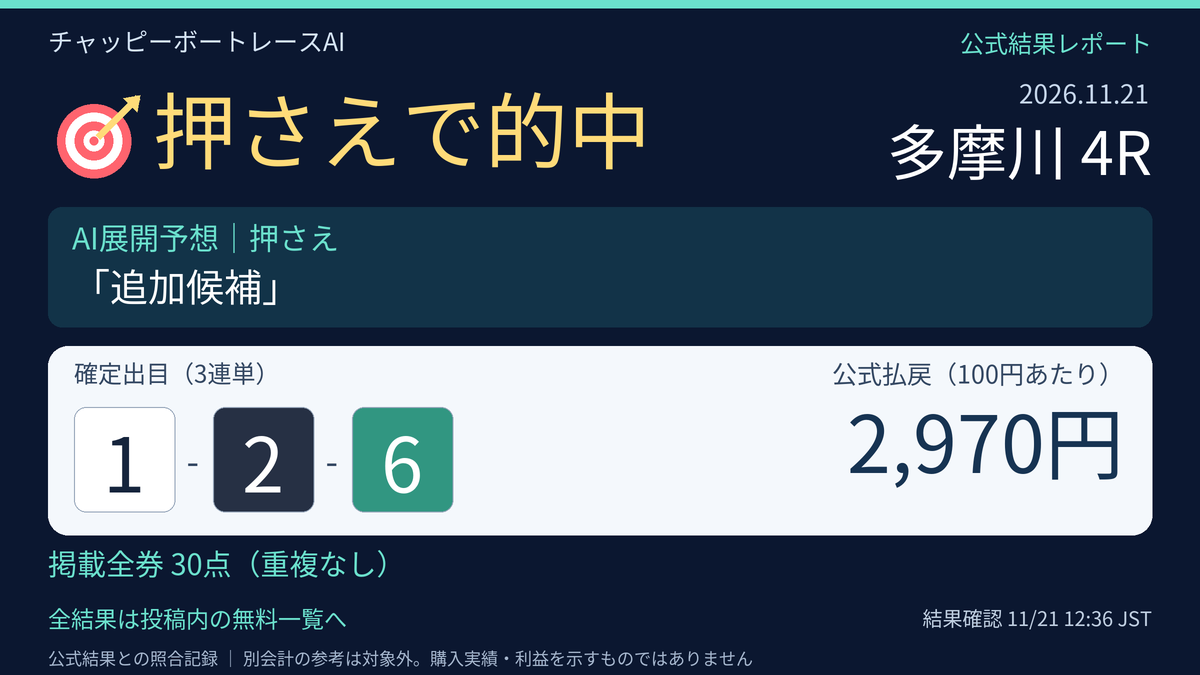 チャッピーボートレースAI
公式結果レポート
2026.11.21
押さえで的中
多摩川 4R
AI展開予想｜押さえ
「追加候補」
確定出目（3連単）
公式払戻（100円あたり）
1 - 2 - 6
2,970円
掲載全券 30点（重複なし）
全結果は投稿内の無料一覧へ
結果確認 11/21 12:36 JST
公式結果との照合記録｜別会計の参考は対象外。購入実績・利益を示すものではありません